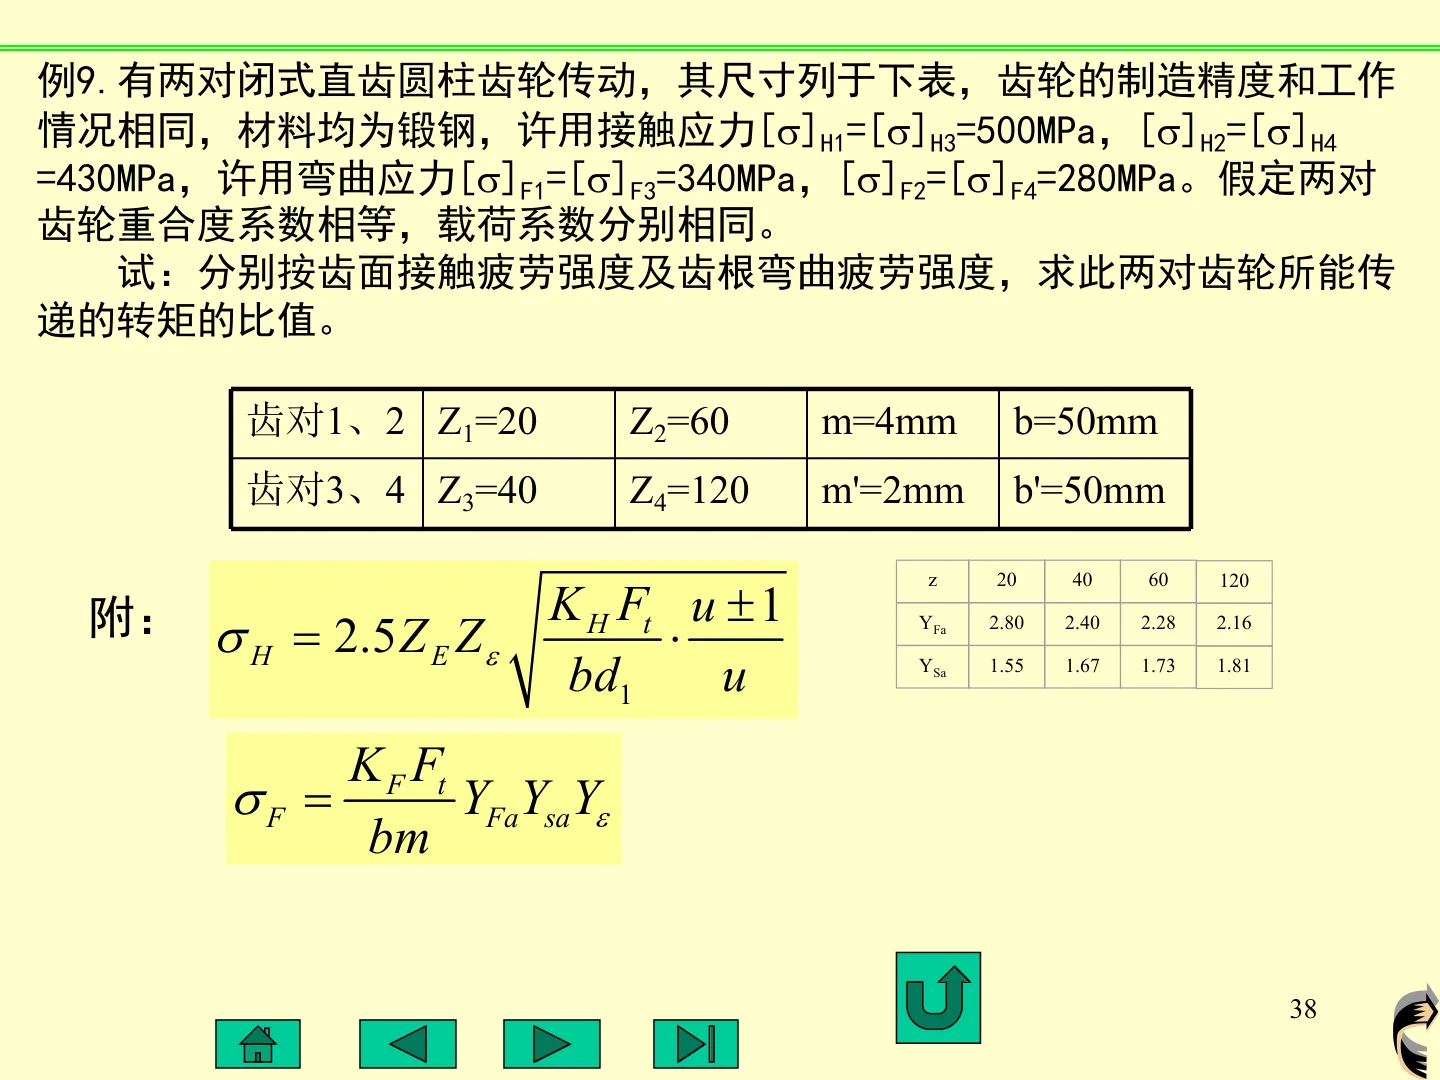 例9.有两对闭式直齿圆柱齿轮传动，其尺寸列于下表，齿轮的制造精度和工作
情况相同，材料均为锻钢，许用接触应力[σ]H1=[σ]H3=500MPa，[σ]H2=[σ]H4
=430MPa，许用弯曲应力[σ]F1=[σ]F3=340MPa，[σ]F2=[σ]F4=280MPa。假定两对
齿轮重合度系数相等，载荷系数分别相同。
试：分别按齿面接触疲劳强度及齿根弯曲疲劳强度，求此两对齿轮所能传
递的转矩的比值。
齿对1、2 Z1=20 Z2=60 m=4mm b=50mm
齿对3、4 Z3=40 Z4=120 m'=2mm b'=50mm
附：
σH = 2.5ZEZε√(KHFt/bd1 · (u±1)/u)
z 20 40 60 120
YFa 2.80 2.40 2.28 2.16
YSa 1.55 1.67 1.73 1.81
σF = KFFt/bm YFaYsaYε
38